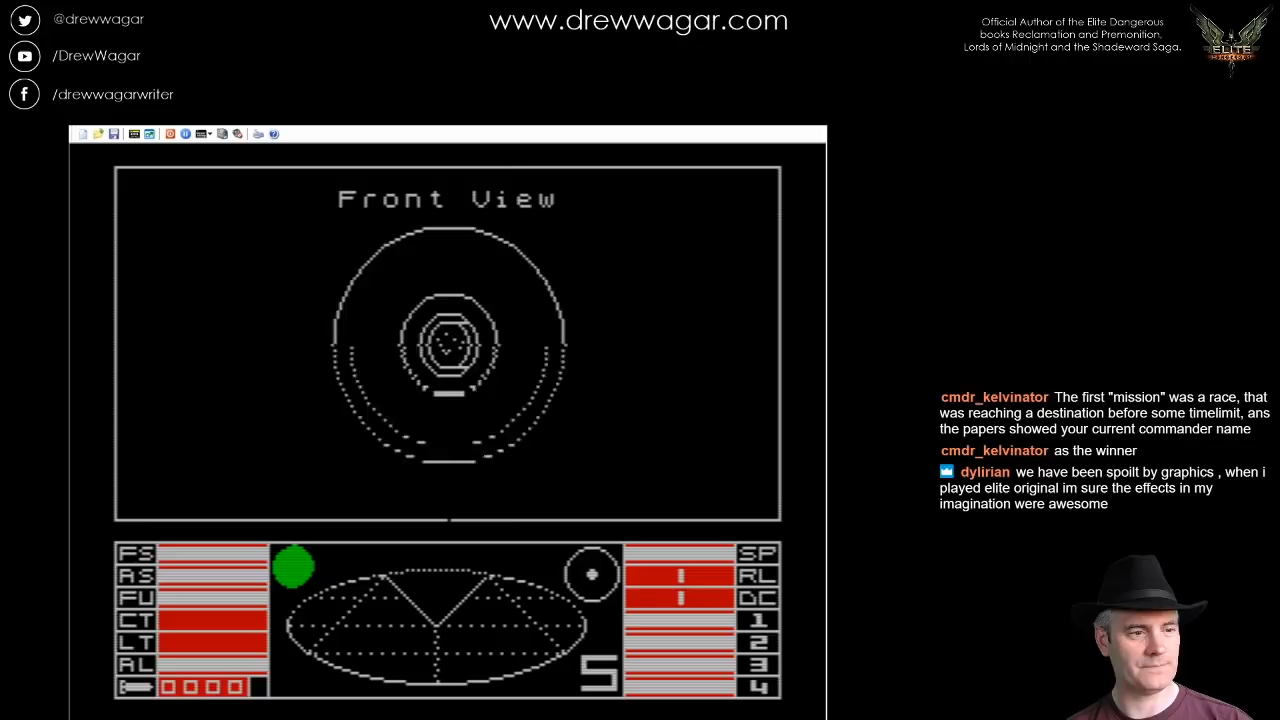 @drewwagar
/DrewWagar
/drewwagarwriter
www.drewwagar.com
Official Author of the Elite Dangerous
books Reclamation and Premonition,
Lords of Midnight and the Shadeward Saga.
ELITE
DANGEROUS
Front View
FS
AS
FU
CT
LT
AL
S
SP
RL
DC
1
2
3
4
cmdr_kelvinator The first "mission" was a race, that
was reaching a destination before some timelimit, ans
the papers showed your current commander name
cmdr_kelvinator as the winner
dylirian we have been spoilt by graphics , when i
played elite original im sure the effects in my
imagination were awesome